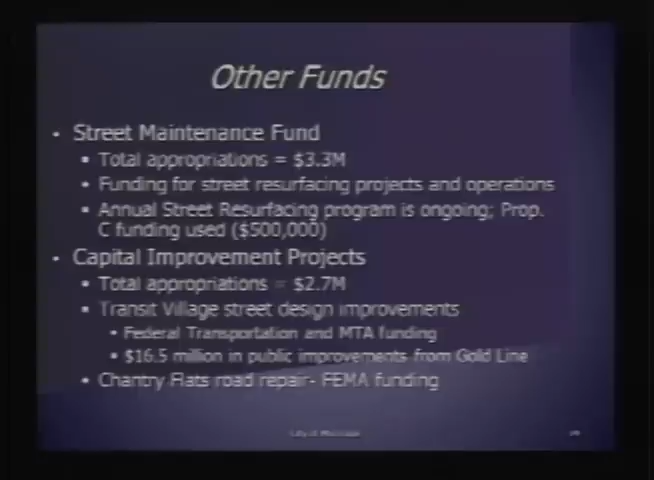 Other Funds
• Street Maintenance Fund
▪ Total appropriations = $3.3M
▪ Funding for street resurfacing projects and operations
▪ Annual Street Resurfacing program is ongoing; Prop.
C funding used ($500,000)
• Capital Improvement Projects
▪ Total appropriations = $2.7M
▪ Transit Village street design improvements
▪ Federal Transportation and MTA funding
▪ $16.5 million in public improvements from Gold Line
▪ Chantry Flats road repair- FEMA funding
City of